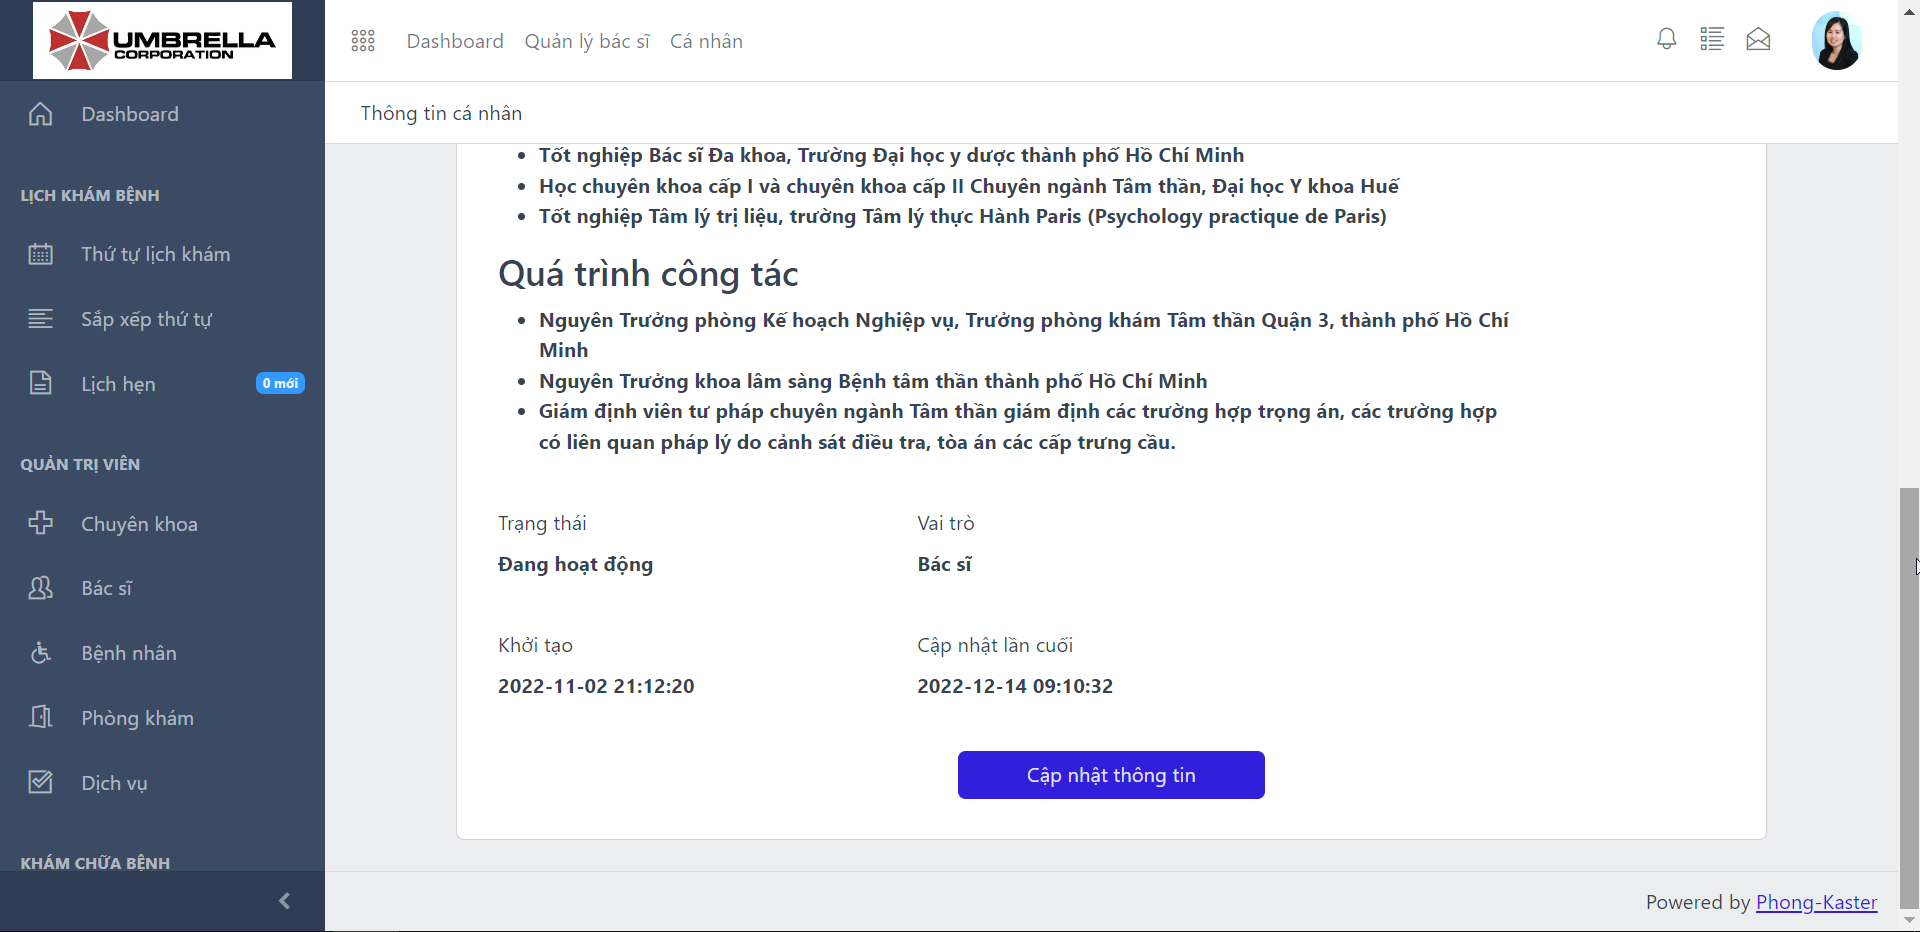 UMBRELLA
CORPORATION
Dashboard
Quản lý bác sĩ
Cá nhân
Dashboard
LỊCH KHÁM BỆNH
Thứ tự lịch khám
Sắp xếp thứ tự
Lịch hẹn
0 mới
QUẢN TRỊ VIÊN
Chuyên khoa
Bác sĩ
Bệnh nhân
Phòng khám
Dịch vụ
KHÁM CHỮA BỆNH
Thông tin cá nhân
Tốt nghiệp Bác sĩ Đa khoa, Trường Đại học y dược thành phố Hồ Chí Minh
Học chuyên khoa cấp I và chuyên khoa cấp II Chuyên ngành Tâm thần, Đại học Y khoa Huế
Tốt nghiệp Tâm lý trị liệu, trường Tâm lý thực Hành Paris (Psychology practique de Paris)
Quá trình công tác
Nguyên Trưởng phòng Kế hoạch Nghiệp vụ, Trưởng phòng khám Tâm thần Quận 3, thành phố Hồ Chí
Minh
Nguyên Trưởng khoa lâm sàng Bệnh tâm thần thành phố Hồ Chí Minh
Giám định viên tư pháp chuyên ngành Tâm thần giám định các trường hợp trọng án, các trường hợp
có liên quan pháp lý do cảnh sát điều tra, tòa án các cấp trưng cầu.
Trạng thái
Vai trò
Đang hoạt động
Bác sĩ
Khởi tạo
Cập nhật lần cuối
2022-11-02 21:12:20
2022-12-14 09:10:32
Cập nhật thông tin
Powered by Phong-Kaster